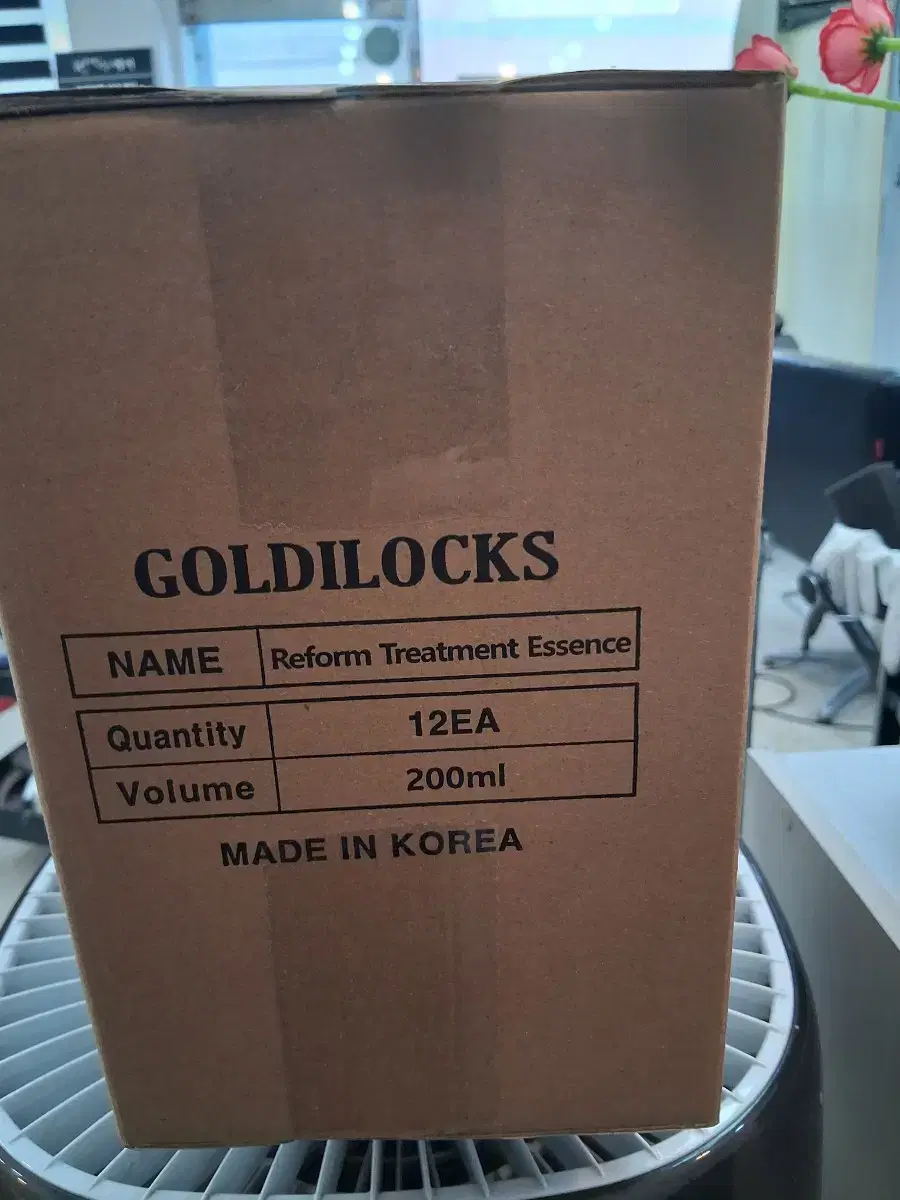 GOLDILOCKS
NAME Reform Treatment Essence
Quantity 12EA
Volume 200ml
MADE IN KOREA